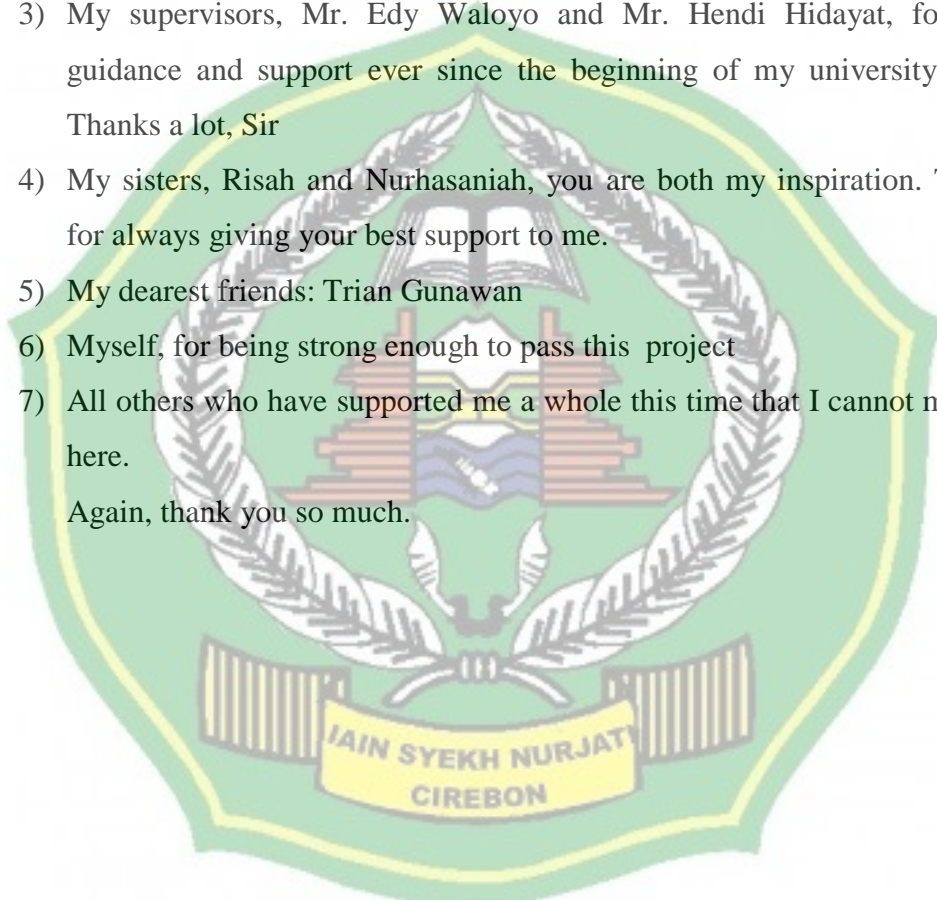 3) My supervisors, Mr. Edy Waloyo and Mr. Hendi Hidayat, fo
guidance and support ever since the beginning of my university
Thanks a lot, Sir
4) My sisters, Risah and Nurhasaniah, you are both my inspiration.
for always giving your best support to me.
5) My dearest friends: Trian Gunawan
6) Myself, for being strong enough to pass this project
7) All others who have supported me a whole this time that I cannot
here.
Again, thank you so much.
IAIN SYEKH NURJATI
CIREBON